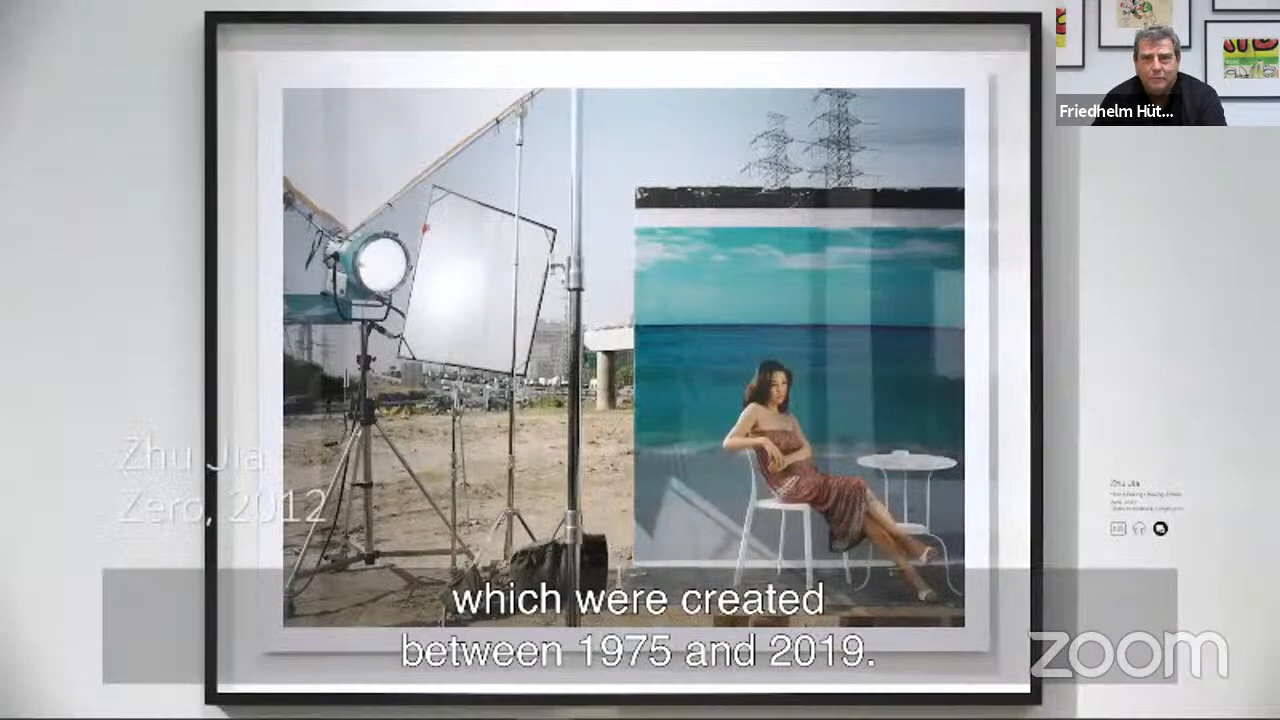 Friedhelm Hüt...
Zhu Jia
Zero, 2012
Zhu Jia
which were created
between 1975 and 2019.
zoom